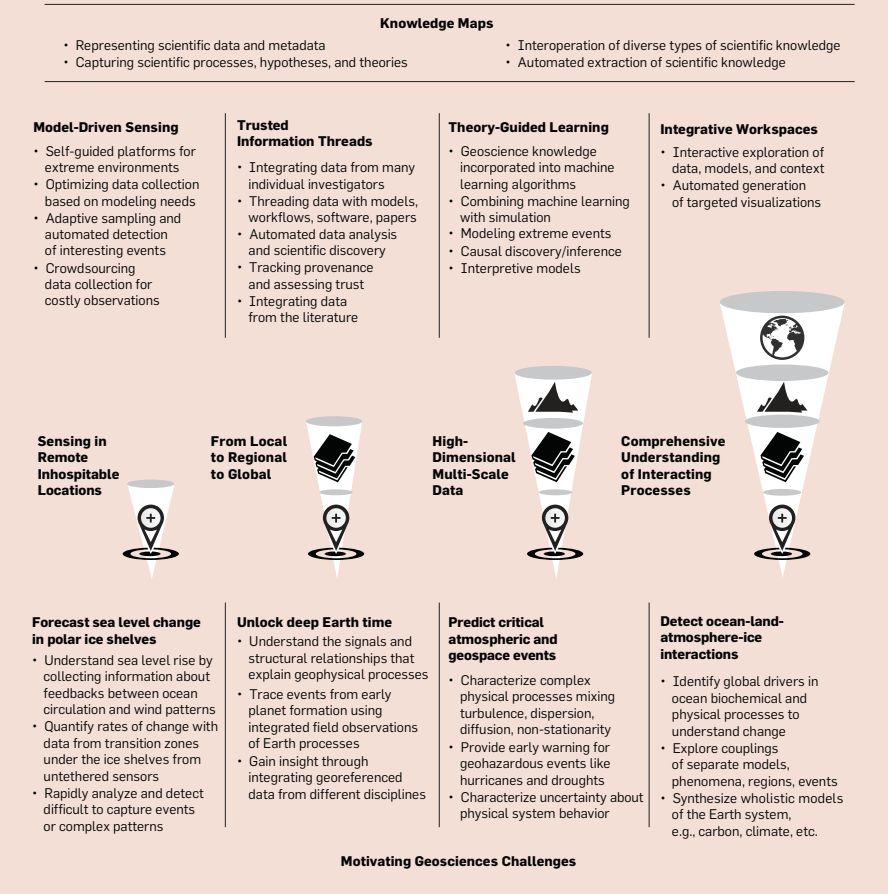 Knowledge Maps
• Representing scientific data and metadata
• Capturing scientific processes, hypotheses, and theories
• Interoperation of diverse types of scientific knowledge
• Automated extraction of scientific knowledge
Model-Driven Sensing
• Self-guided platforms for
extreme environments
• Optimizing data collection
based on modeling needs
• Adaptive sampling and
automated detection
of interesting events
• Crowdsourcing
data collection for
costly observations
Trusted
Information Threads
• Integrating data from many
individual investigators
• Threading data with models,
workflows, software, papers
• Automated data analysis
and scientific discovery
• Tracking provenance
and assessing trust
• Integrating data
from the literature
Theory-Guided Learning
• Geoscience knowledge
incorporated into machine
learning algorithms
• Combining machine learning
with simulation
• Modeling extreme events
• Causal discovery/inference
• Interpretive models
Integrative Workspaces
• Interactive exploration of
data, models, and context
• Automated generation
of targeted visualizations
Sensing in
Remote
Inhospitable
Locations
From Local
to Regional
to Global
High-
Dimensional
Multi-Scale
Data
Comprehensive
Understanding
of Interacting
Processes
Forecast sea level change
in polar ice shelves
• Understand sea level rise by
collecting information about
feedbacks between ocean
circulation and wind patterns
• Quantify rates of change with
data from transition zones
under the ice shelves from
untethered sensors
• Rapidly analyze and detect
difficult to capture events
or complex patterns
Unlock deep Earth time
• Understand the signals and
structural relationships that
explain geophysical processes
• Trace events from early
planet formation using
integrated field observations
of Earth processes
• Gain insight through
integrating georeferenced
data from different disciplines
Predict critical
atmospheric and
geospace events
• Characterize complex
physical processes mixing
turbulence, dispersion,
diffusion, non-stationarity
• Provide early warning for
geohazardous events like
hurricanes and droughts
• Characterize uncertainty about
physical system behavior
Detect ocean-land-
atmosphere-ice
interactions
• Identify global drivers in
ocean biochemical and
physical processes to
understand change
• Explore couplings
of separate models,
phenomena, regions, events
• Synthesize wholistic models
of the Earth system,
e.g., carbon, climate, etc.
Motivating Geosciences Challenges